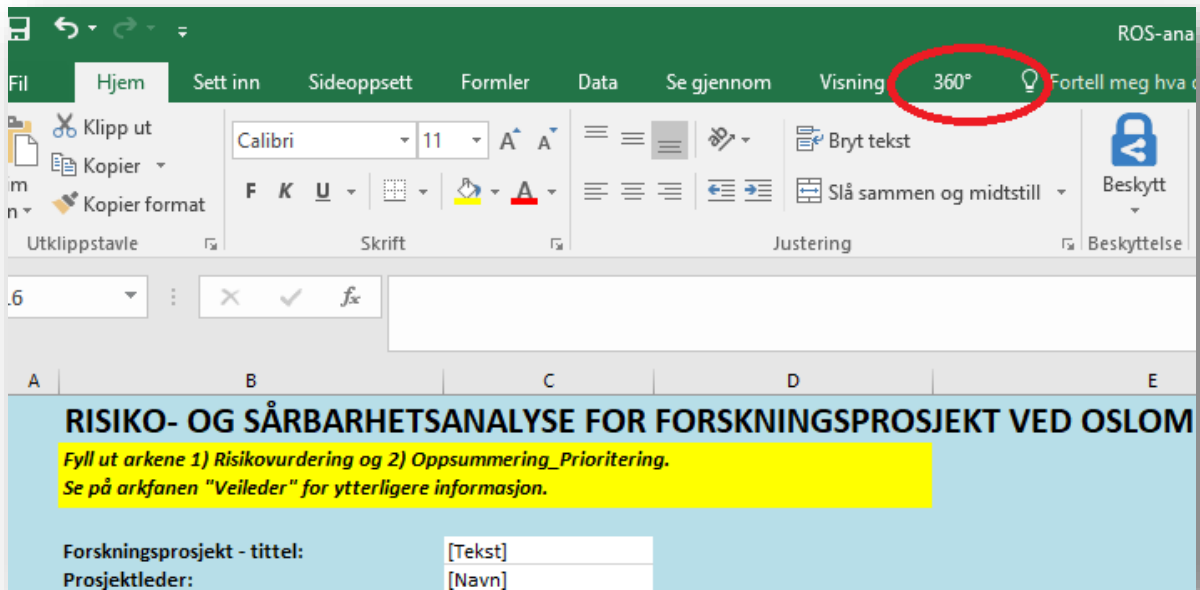 ROS-ana
Fil Hjem Sett inn Sideoppsett Formler Data Se gjennom Visning 360° Fortell meg hva d
Klipp ut
Kopier
Kopier format
im
n
Utklippstavle
Calibri 11 A A
F K U A
Skrift
Bryt tekst
Slå sammen og midtstill
Justering
Beskytt
Beskyttelse
.6 fx
A B C D E
RISIKO- OG SÅRBARHETSANALYSE FOR FORSKNINGSPROSJEKT VED OSLOM
Fyll ut arkene 1) Risikovurdering og 2) Oppsummering_Prioritering.
Se på arkfanen "Veileder" for ytterligere informasjon.
Forskningsprosjekt - tittel: [Tekst]
Prosjektleder: [Navn]